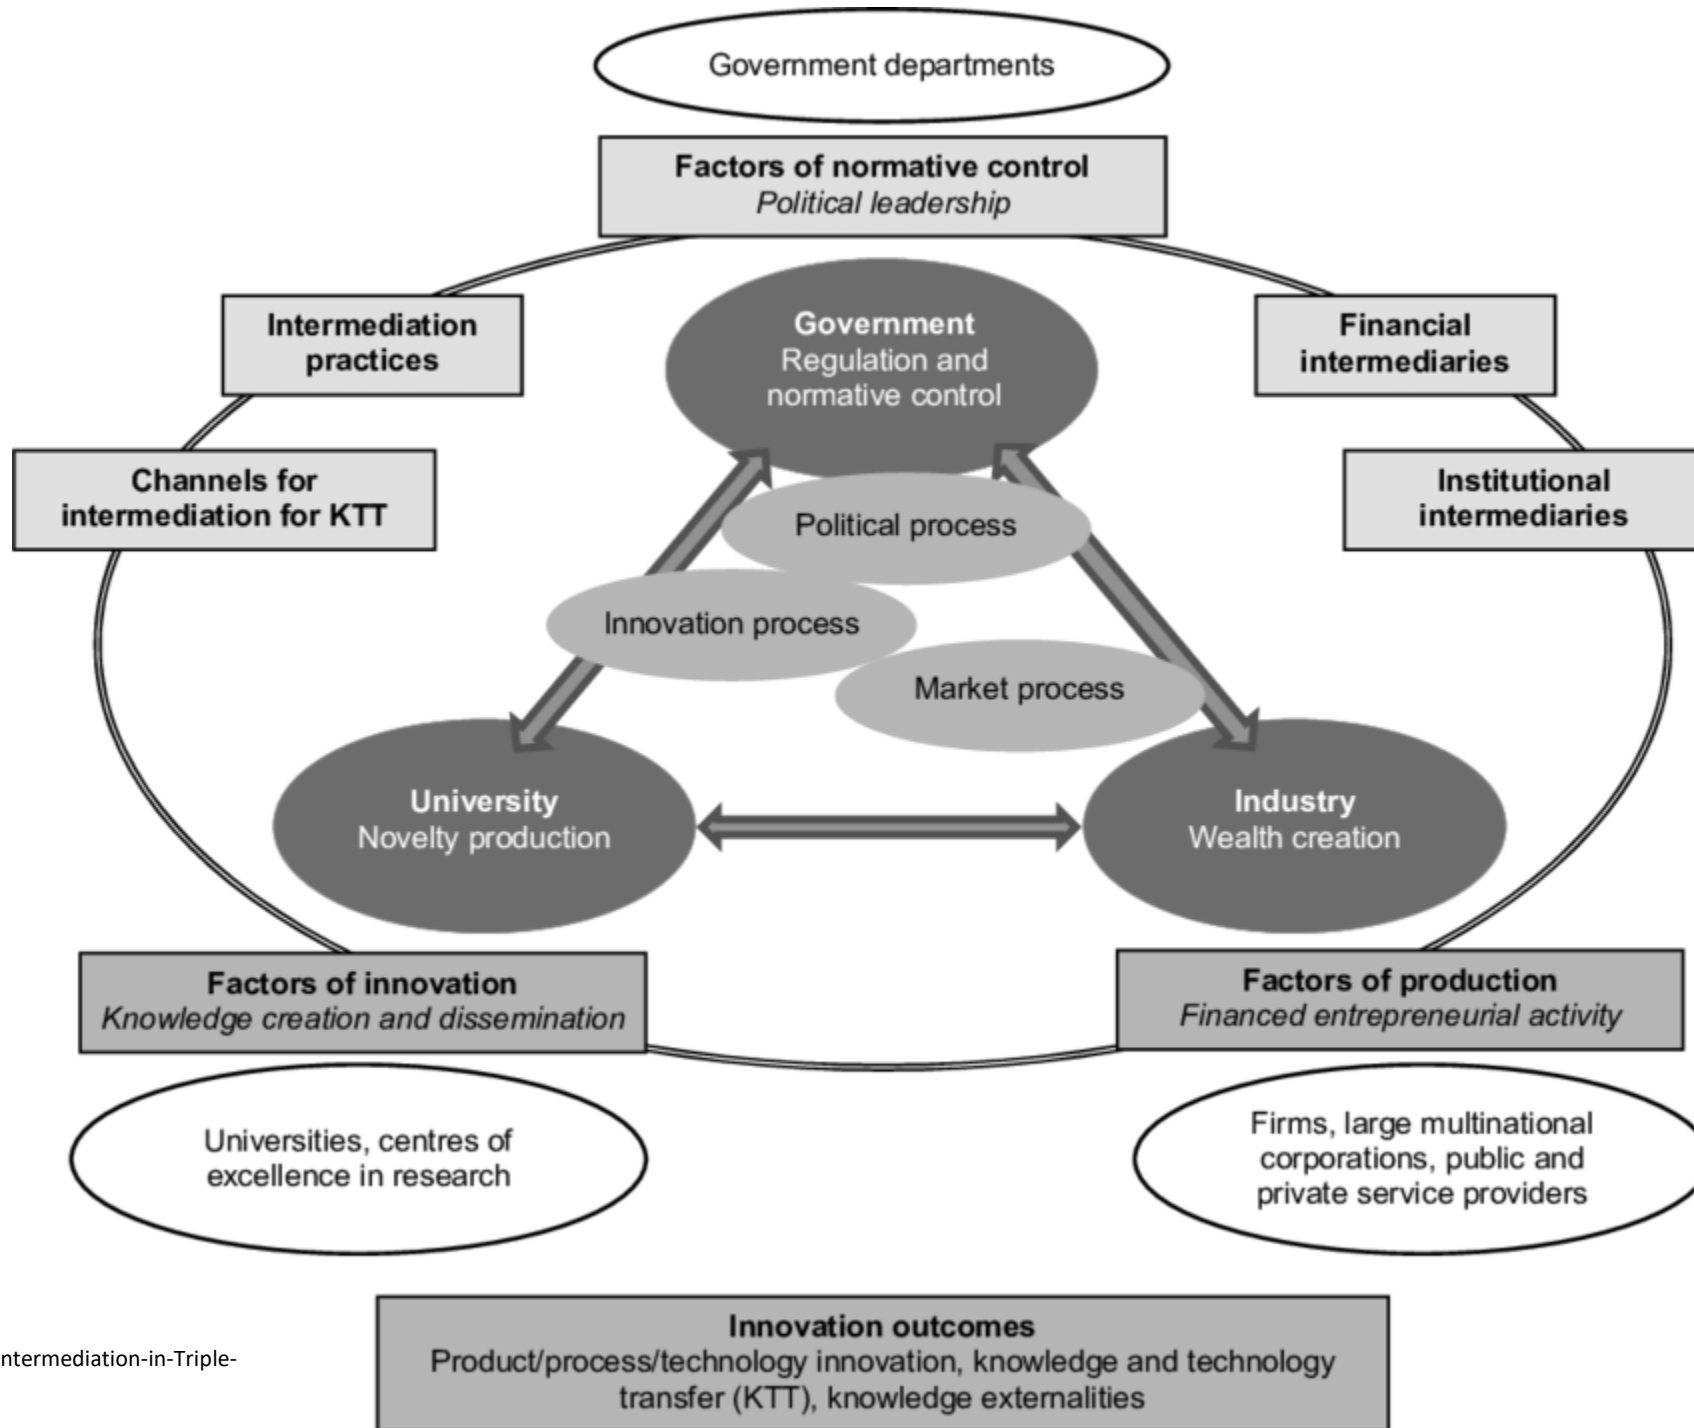 Government departments
Factors of normative control
Political leadership
Intermediation
practices
Government
Regulation and
normative control
Financial
intermediaries
Channels for
intermediation for KTT
Institutional
intermediaries
Political process
Innovation process
Market process
University
Novelty production
Industry
Wealth creation
Factors of innovation
Knowledge creation and dissemination
Factors of production
Financed entrepreneurial activity
Universities, centres of
excellence in research
Firms, large multinational
corporations, public and
private service providers
Innovation outcomes
Product/process/technology innovation, knowledge and technology
transfer (KTT), knowledge externalities
ntermediation-in-Triple-